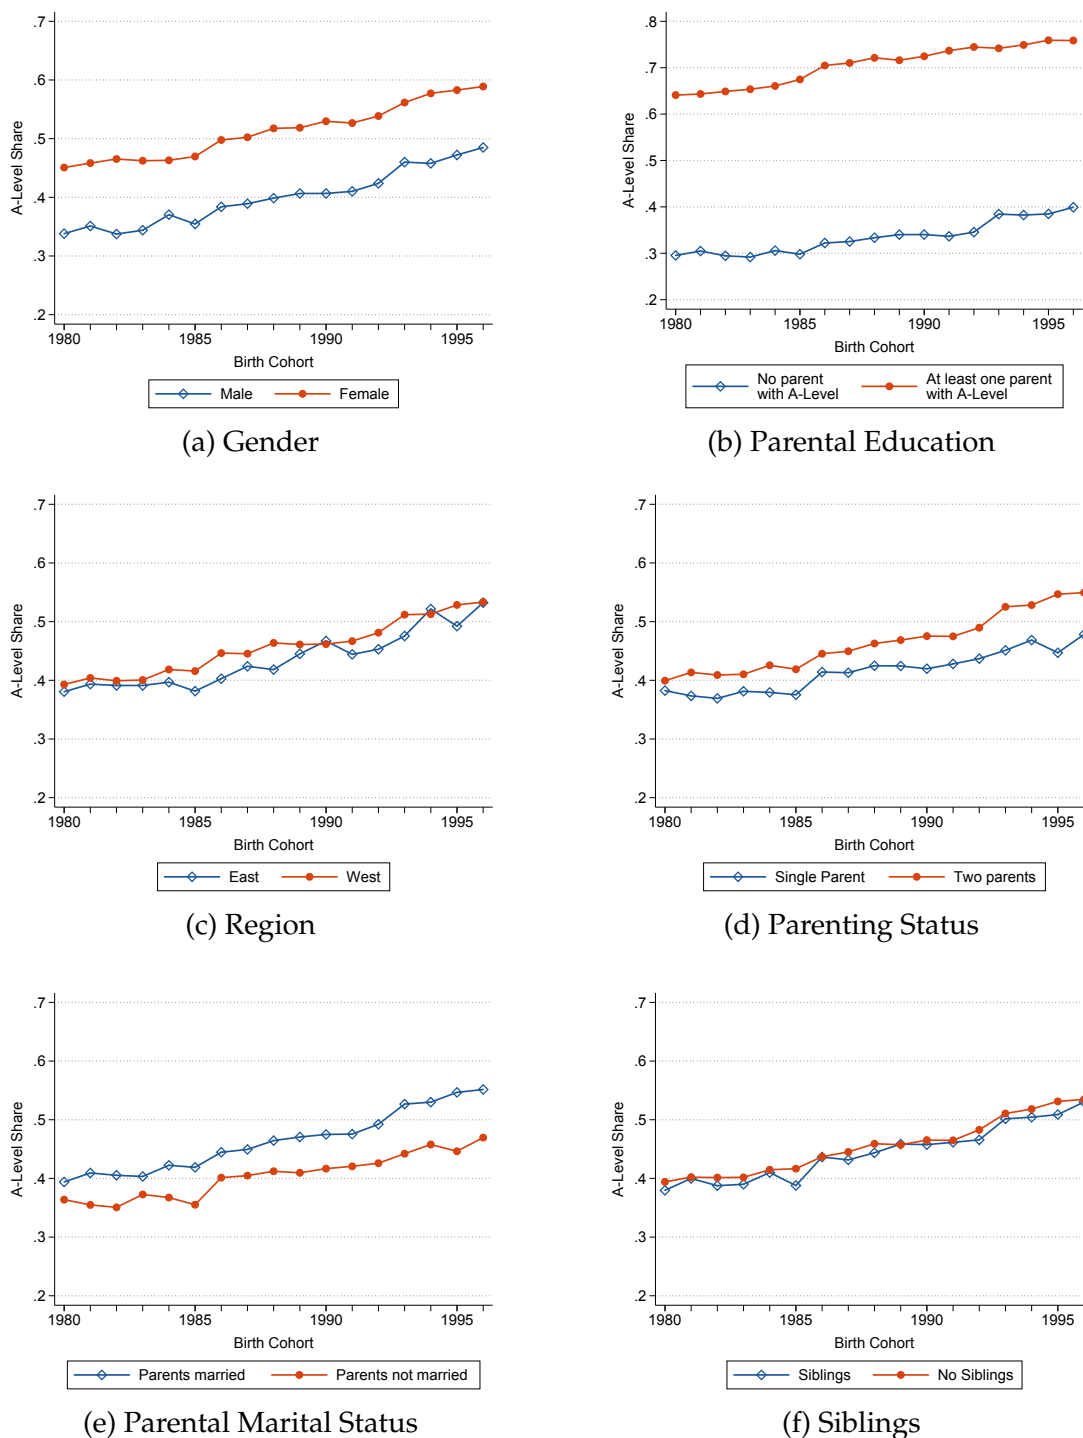 .7
.6
.5
.4
.3
.2
A-Level Share
1980 1985 1990 1995
Birth Cohort
Male Female
(a) Gender
.8
.7
.6
.5
.4
.3
.2
A-Level Share
1980 1985 1990 1995
Birth Cohort
No parent
with A-Level
At least one parent
with A-Level
(b) Parental Education
.7
.6
.5
.4
.3
.2
A-Level Share
1980 1985 1990 1995
Birth Cohort
East West
(c) Region
.7
.6
.5
.4
.3
.2
A-Level Share
1980 1985 1990 1995
Birth Cohort
Single Parent Two parents
(d) Parenting Status
.7
.6
.5
.4
.3
.2
A-Level Share
1980 1985 1990 1995
Birth Cohort
Parents married Parents not married
(e) Parental Marital Status
.7
.6
.5
.4
.3
.2
A-Level Share
1980 1985 1990 1995
Birth Cohort
Siblings No Siblings
(f) Siblings